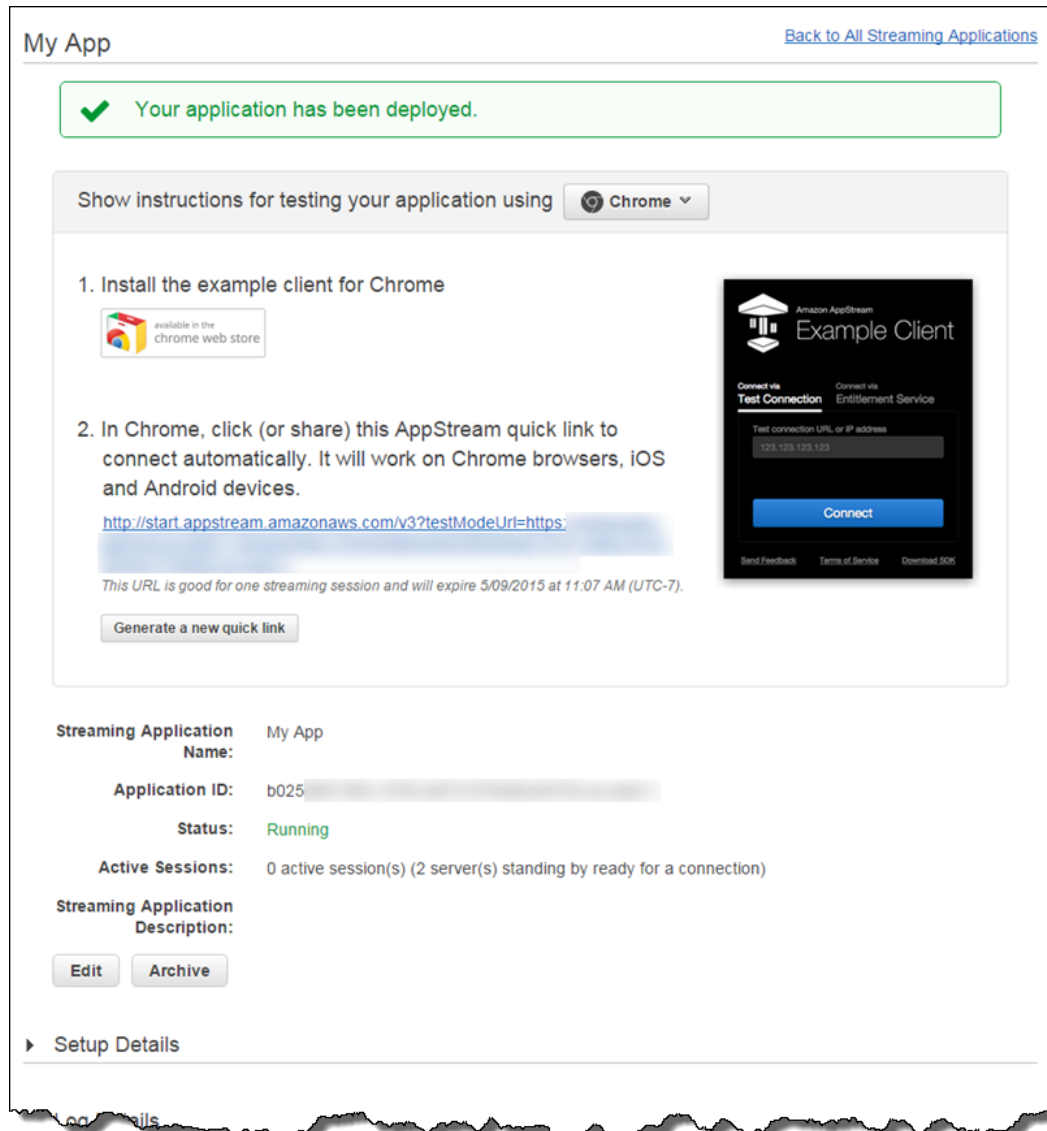 My App
Back to All Streaming Applications
Your application has been deployed.
Show instructions for testing your application using
Chrome
1. Install the example client for Chrome
available in the
chrome web store
2. In Chrome, click (or share) this AppStream quick link to
connect automatically. It will work on Chrome browsers, iOS
and Android devices.
http://start.appstream.amazonaws.com/v3?testModeUrl=https:
This URL is good for one streaming session and will expire 5/09/2015 at 11:07 AM (UTC-7).
Generate a new quick link
Amazon AppStream
Example Client
Connect via
Test Connection
Connect via
Entitlement Service
Test connection URL or IP address
123.123.123.123
Connect
Send Feedback
Terms of Service
Download SDK
Streaming Application
Name:
My App
Application ID:
b025
Status:
Running
Active Sessions:
0 active session(s) (2 server(s) standing by ready for a connection)
Streaming Application
Description:
Edit
Archive
Setup Details